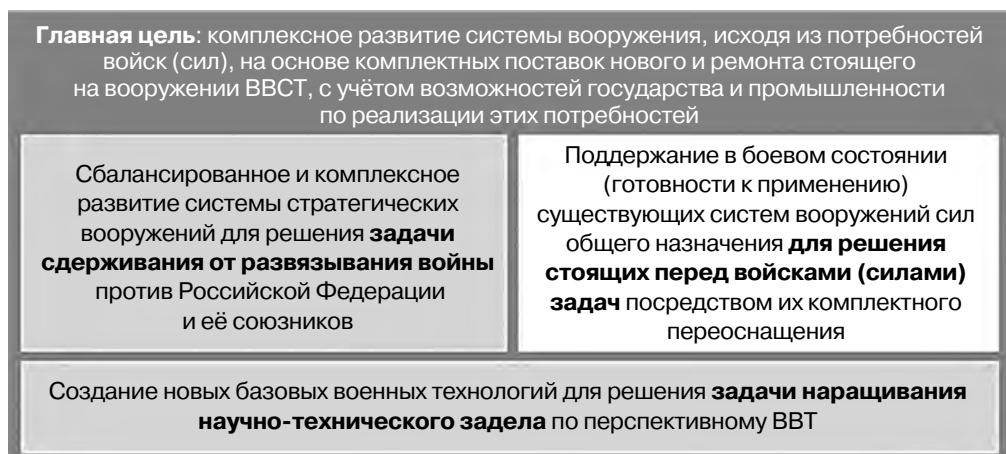 Главная цель: комплексное развитие системы вооружения, исходя из потребностей
войск (сил), на основе комплектных поставок нового и ремонта стоящего
на вооружении ВВСТ, с учётом возможностей государства и промышленности
по реализации этих потребностей
Сбалансированное и комплексное
развитие системы стратегических
вооружений для решения задачи
сдерживания от развязывания войны
против Российской Федерации
и её союзников
Поддержание в боевом состоянии
(готовности к применению)
существующих систем вооружений сил
общего назначения для решения
стоящих перед войсками (силами)
задач посредством их комплектного
переоснащения
Создание новых базовых военных технологий для решения задачи наращивания
научно-технического задела по перспективному ВВТ